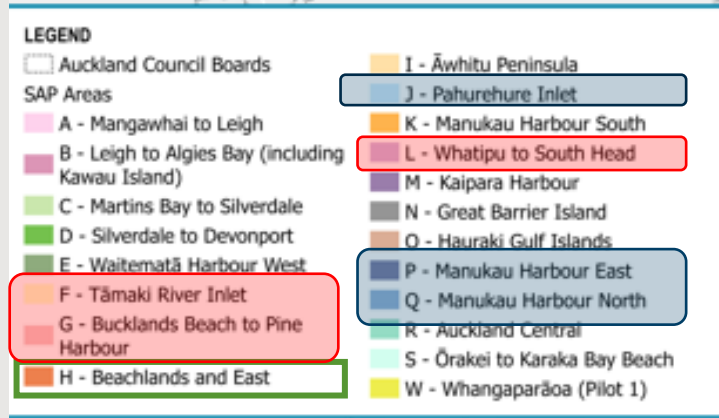 LEGEND
Auckland Council Boards
SAP Areas
A - Mangawhai to Leigh
B - Leigh to Algies Bay (including
Kawau Island)
C - Martins Bay to Silverdale
D - Silverdale to Devonport
E - Waitematā Harbour West
F - Tāmaki River Inlet
G - Bucklands Beach to Pine
Harbour
H - Beachlands and East
I - Āwhitu Peninsula
J - Pahurehure Inlet
K - Manukau Harbour South
L - Whatipu to South Head
M - Kaipara Harbour
N - Great Barrier Island
O - Hauraki Gulf Islands
P - Manukau Harbour East
Q - Manukau Harbour North
R - Auckland Central
S - Ōrakei to Karaka Bay Beach
W - Whangaparāoa (Pilot 1)